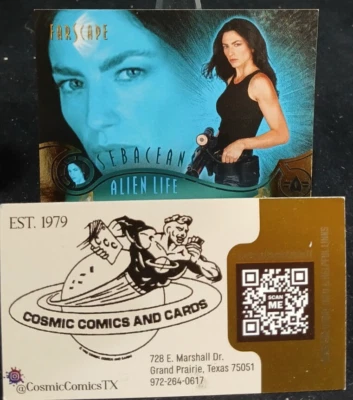 FARSCAPE
SEBACEAN
ALIEN LIFE
EST. 1979
COSMIC COMICS AND CARDS
SCAN
ME
728 E. Marshall Dr.
Grand Prairie, Texas 75051
972-264-0617
@CosmicComicsTX